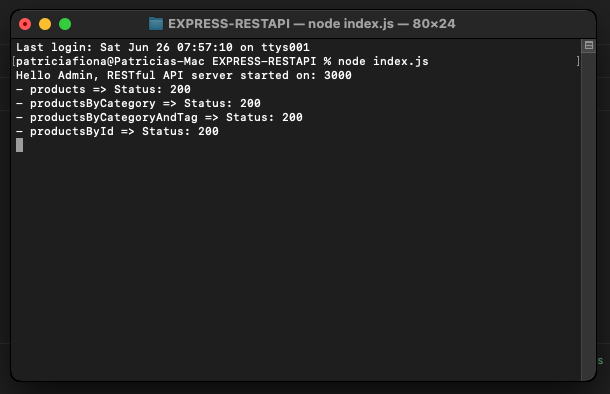 EXPRESS-RESTAPI — node index.js — 80×24
Last login: Sat Jun 26 07:57:10 on ttys001
[patriciafiona@Patricias-Mac EXPRESS-RESTAPI % node index.js ]
Hello Admin, RESTful API server started on: 3000
- products => Status: 200
- productsByCategory => Status: 200
- productsByCategoryAndTag => Status: 200
- productsById => Status: 200
s